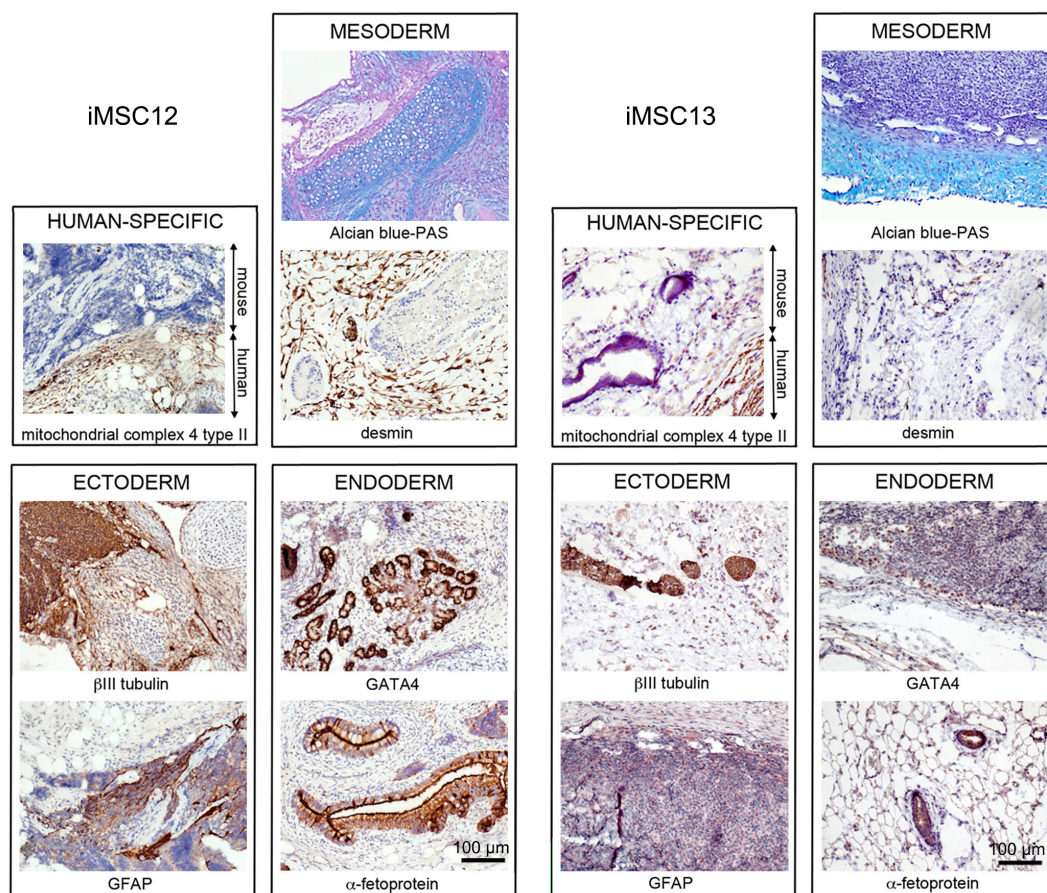 iMSC12
MESODERM
Alcian blue-PAS
desmin
HUMAN-SPECIFIC
mouse
human
mitochondrial complex 4 type II
ECTODERM
βIII tubulin
GFAP
ENDODERM
GATA4
100 µm
α-fetoprotein
iMSC13
MESODERM
Alcian blue-PAS
desmin
HUMAN-SPECIFIC
mouse
human
mitochondrial complex 4 type II
ECTODERM
βIII tubulin
GFAP
ENDODERM
GATA4
100 µm
α-fetoprotein